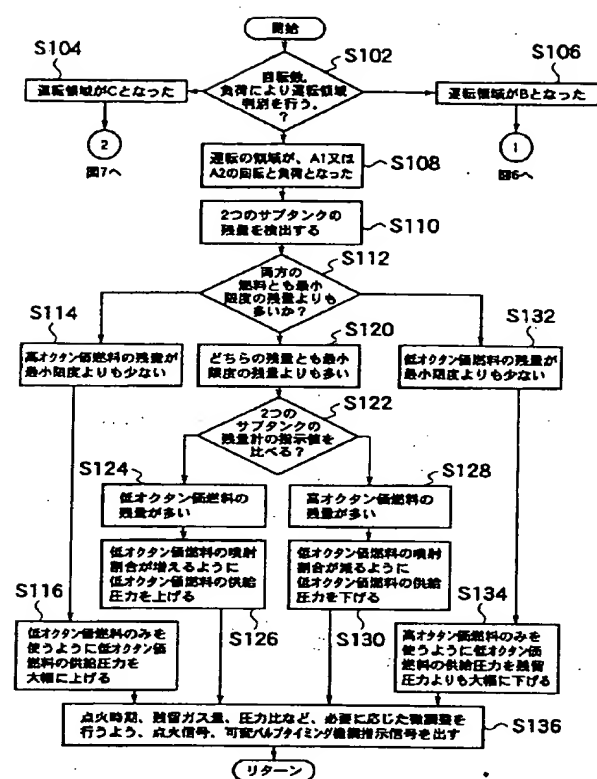 開始
S102
回転数、
負荷により運転領域
判別を行う。
?
S104
運転領域がCとなった
2
図7へ
S106
運転領域がBとなった
1
図6へ
運転の領域が、A1又は
A2の回転と負荷となった
S108
2つのサブタンクの
残量を検出する
S110
S112
両方の
燃料とも最小
限度の残量よりも
多いか?
S114
高オクタン価燃料の残量が
最小限度よりも少ない
S120
どちらの残量とも最小
限度の残量よりも多い
S132
低オクタン価燃料の残量が
最小限度よりも少ない
S122
2つの
サブタンクの
残量計の指示値を
比べる?
S124
低オクタン価燃料の
残量が多い
S128
高オクタン価燃料の
残量が多い
低オクタン価燃料の噴射
割合が増えるように
低オクタン価燃料の供給
圧力を上げる
S126
低オクタン価燃料の噴射
割合が減るように
低オクタン価燃料の供給
圧力を下げる
S130
S116
低オクタン価燃料のみを
使うように低オクタン価
燃料の供給圧力を
大幅に上げる
S134
高オクタン価燃料のみを
使うように低オクタン価
燃料の供給圧力を残留
圧力よりも大幅に下げる
点火時期、残留ガス量、圧力比など、必要に応じた微調整を
行うよう、点火信号、可変バルブタイミング機構指示信号を出す
S136
リターン